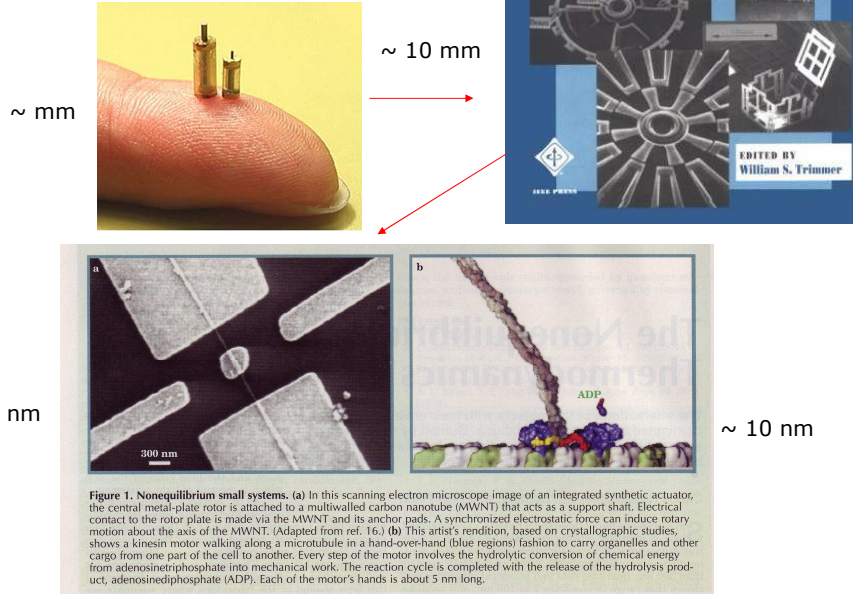 ~ mm
~ 10 mm
EDITED BY
William S. Trimmer
IEEE PRESS
nm
~ 10 nm
a
300 nm
b
ADP
The Nonequilibri
Thermodynamics
Figure 1. Nonequilibrium small systems. (a) In this scanning electron microscope image of an integrated synthetic actuator,
the central metal-plate rotor is attached to a multiwalled carbon nanotube (MWNT) that acts as a support shaft. Electrical
contact to the rotor plate is made via the MWNT and its anchor pads. A synchronized electrostatic force can induce rotary
motion about the axis of the MWNT. (Adapted from ref. 16.) (b) This artist's rendition, based on crystallographic studies,
shows a kinesin motor walking along a microtubule in a hand-over-hand (blue regions) fashion to carry organelles and other
cargo from one part of the cell to another. Every step of the motor involves the hydrolytic conversion of chemical energy
from adenosinetriphosphate into mechanical work. The reaction cycle is completed with the release of the hydrolysis prod-
uct, adenosinediphosphate (ADP). Each of the motor's hands is about 5 nm long.